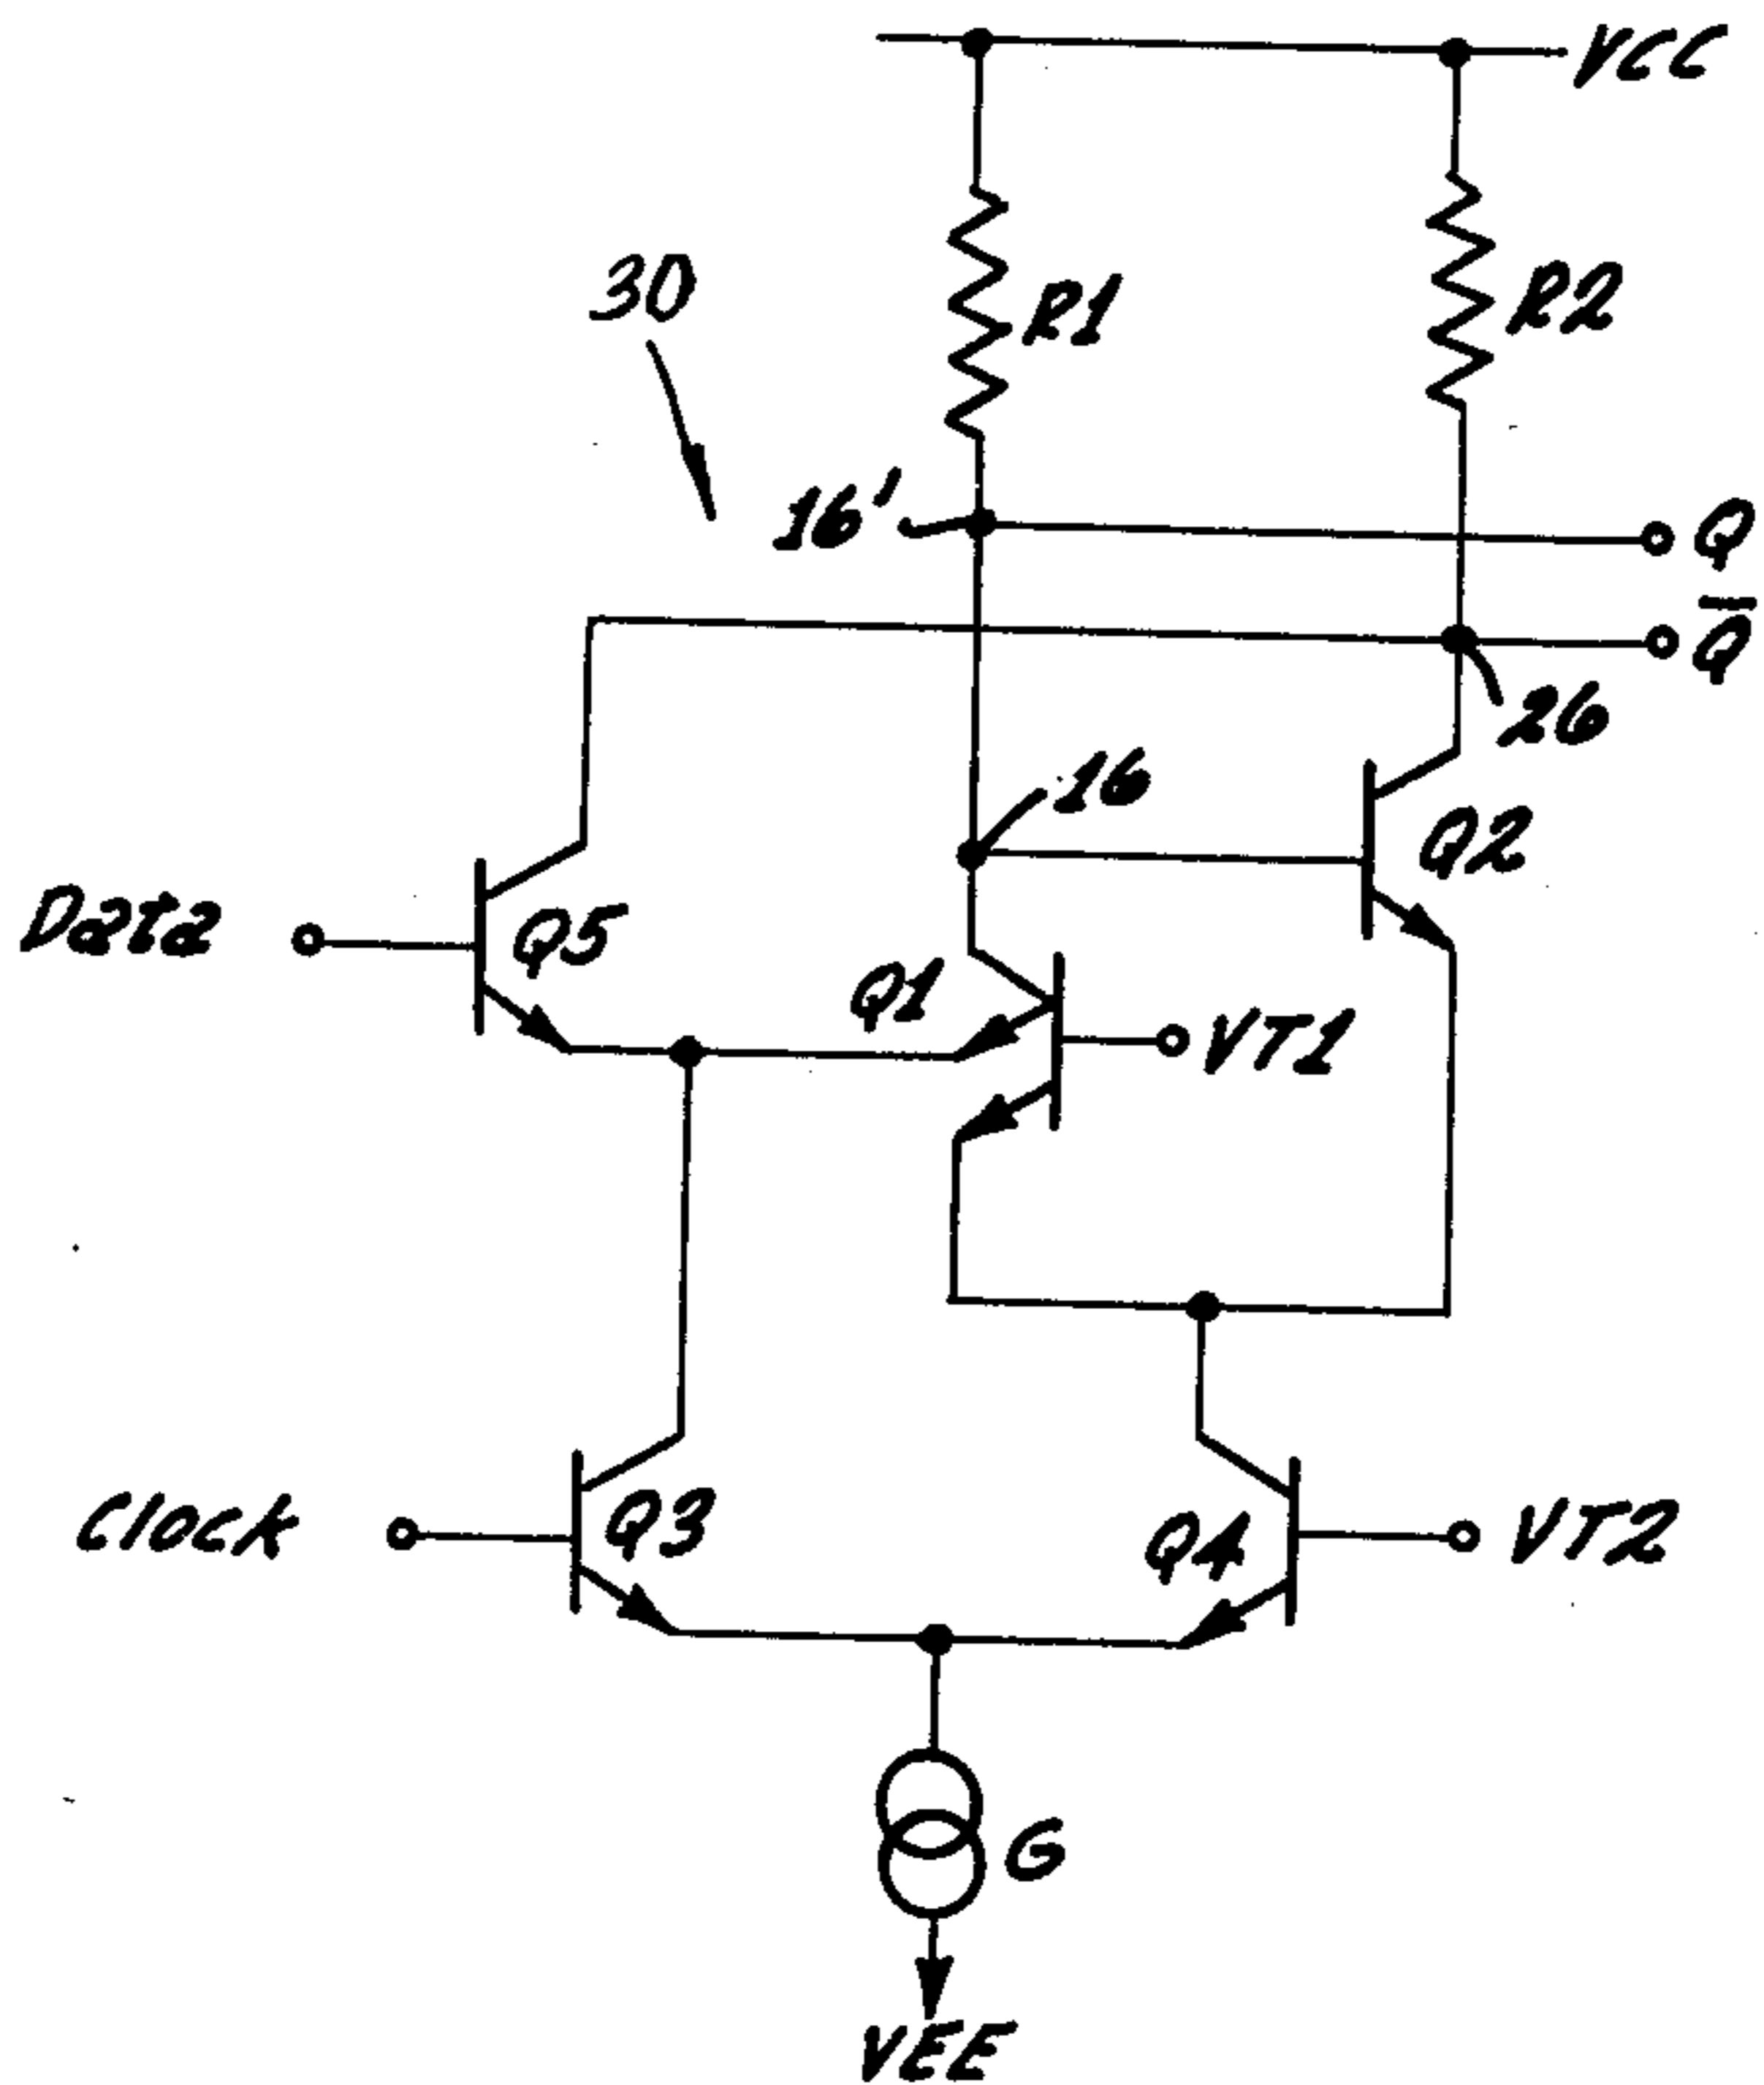 VCC
R1
R2
30
16'
Q
Q̅
26
16
Q2
Data
Q5
Q1
VT1
Clock
Q3
Q4
VT2
G
VEE